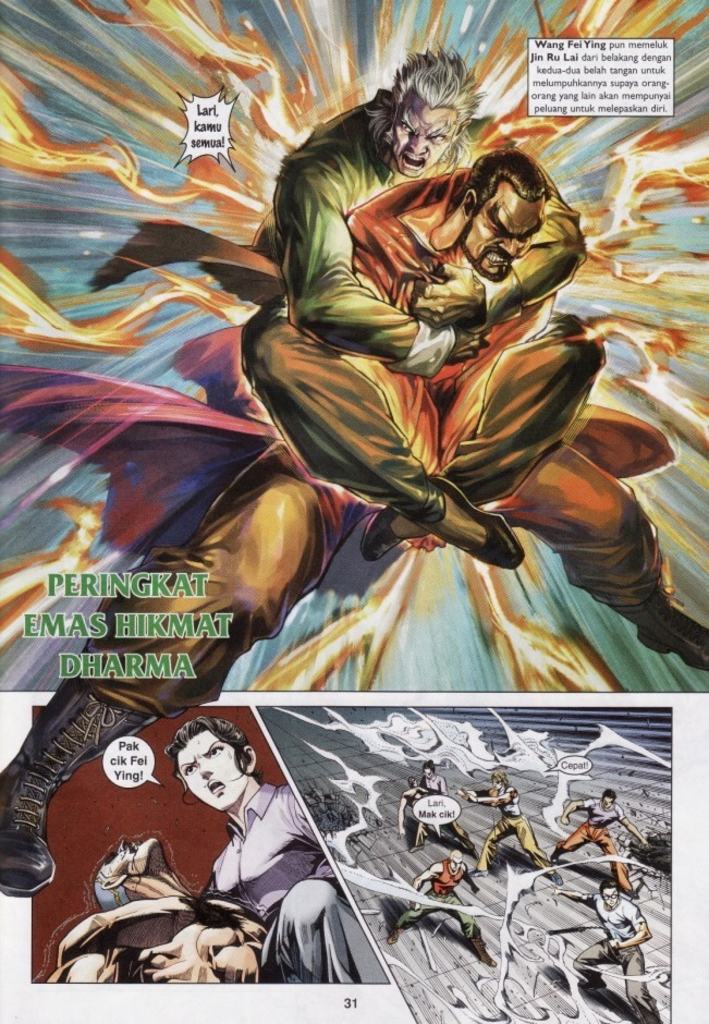 Wang Fei Ying pun memeluk
Jin Ru Lai dari belakang dengan
kedua-dua belah tangan untuk
melumpuhkannya supaya orang-
orang yang lain akan mempunyai
peluang untuk melepaskan diri.
Lari,
kamu
semua!
PERINGKAT
EMAS HIKMAT
DHARMA
Pak
cik Fei
Ying!
Lari,
Mak cik!
Cepat!
31